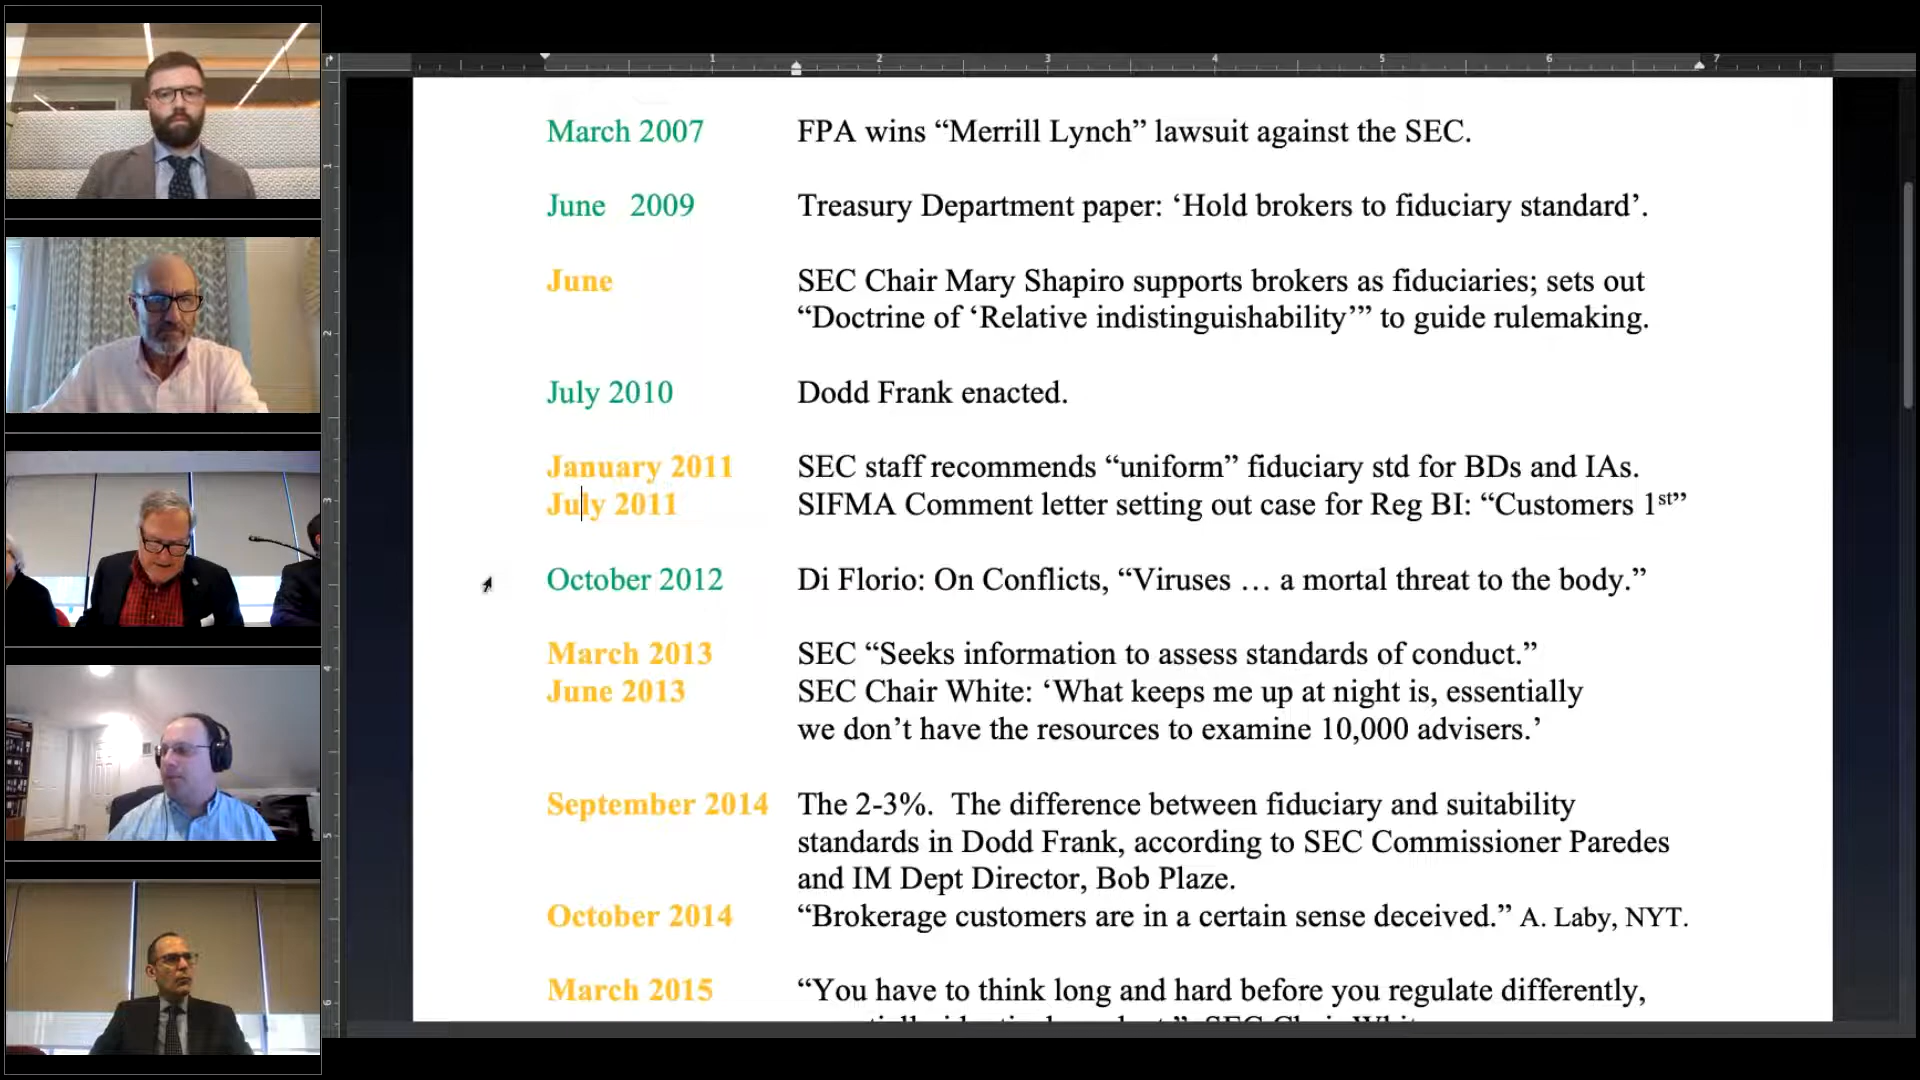 1 2 3 4 5 6 7
March 2007 FPA wins “Merrill Lynch” lawsuit against the SEC.
June 2009 Treasury Department paper: ‘Hold brokers to fiduciary standard’.
June SEC Chair Mary Shapiro supports brokers as fiduciaries; sets out
“Doctrine of ‘Relative indistinguishability’” to guide rulemaking.
July 2010 Dodd Frank enacted.
January 2011 SEC staff recommends “uniform” fiduciary std for BDs and IAs.
July 2011 SIFMA Comment letter setting out case for Reg BI: “Customers 1st”
October 2012 Di Florio: On Conflicts, “Viruses … a mortal threat to the body.”
March 2013 SEC “Seeks information to assess standards of conduct.”
June 2013 SEC Chair White: ‘What keeps me up at night is, essentially
we don’t have the resources to examine 10,000 advisers.’
September 2014 The 2-3%. The difference between fiduciary and suitability
standards in Dodd Frank, according to SEC Commissioner Paredes
and IM Dept Director, Bob Plaze.
October 2014 “Brokerage customers are in a certain sense deceived.” A. Laby, NYT.
March 2015 “You have to think long and hard before you regulate differently,